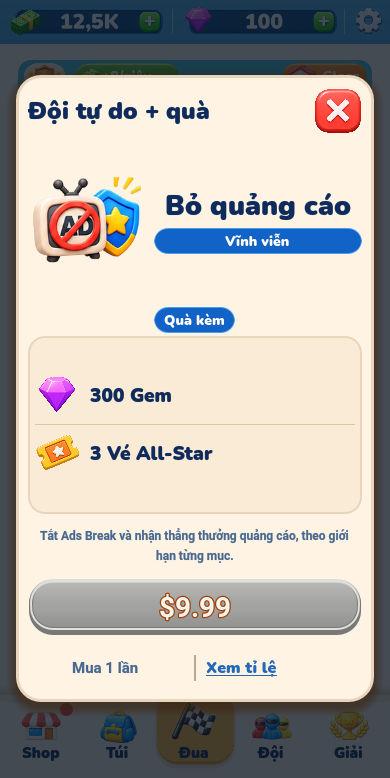 12,5K
100
Đội tự do + quà
AD
Bỏ quảng cáo
Vĩnh viễn
Quà kèm
300 Gem
3 Vé All-Star
Tắt Ads Break và nhận thẳng thưởng quảng cáo, theo giới
hạn từng mục.
$9.99
Mua 1 lần
Xem tỉ lệ
Shop
Túi
Đua
Đội
Giải